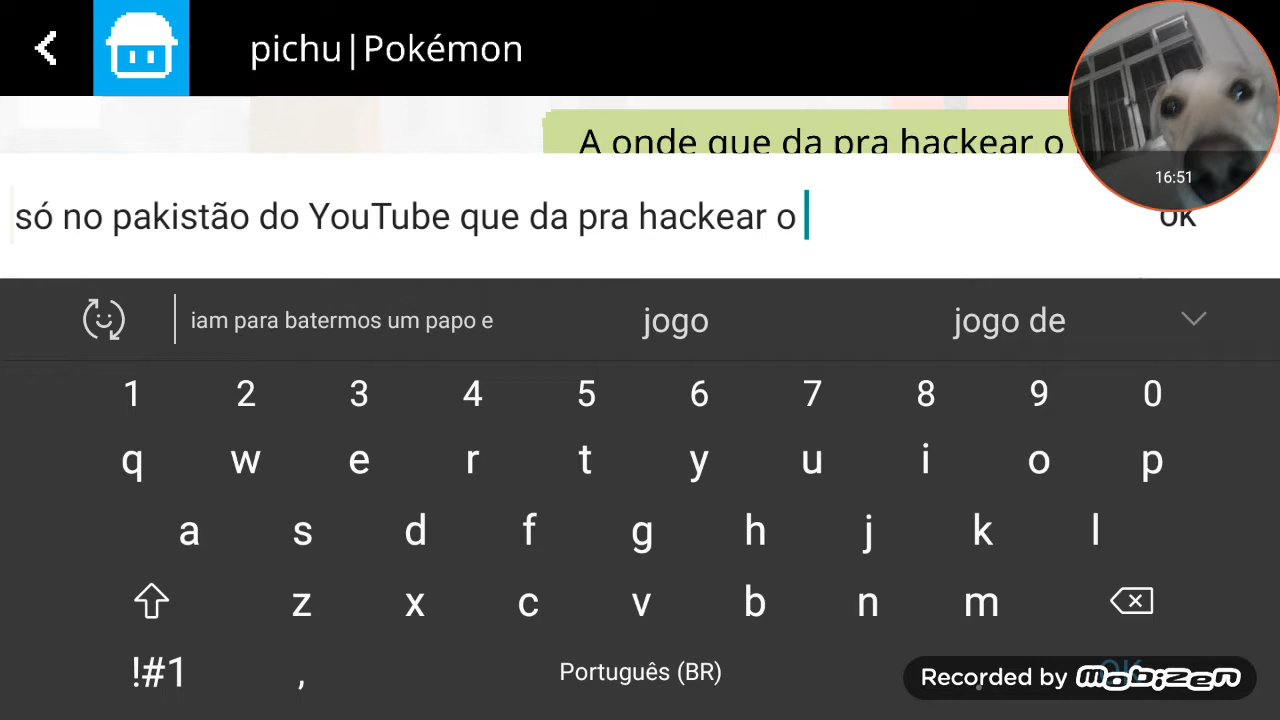 pichu|Pokémon
A onde que da pra hackear o
16:51
só no pakistão do YouTube que da pra hackear o
OK
iam para batermos um papo e jogo jogo de
1 2 3 4 5 6 7 8 9 0
q w e r t y u i o p
a s d f g h j k l
z x c v b n m
!#1 , Português (BR) OK
Recorded by mobizen